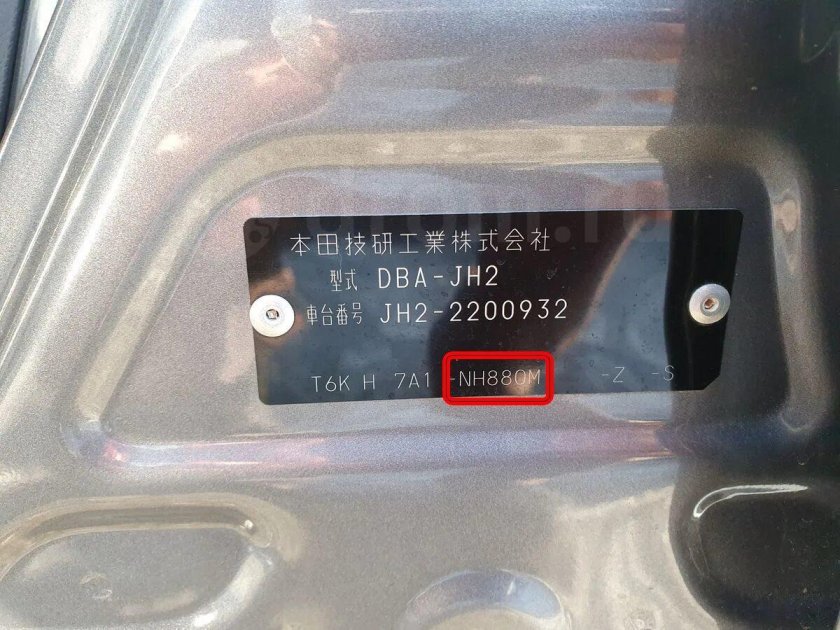 本田技研工業株式会社
型式 DBA-JH2
車台番号 JH2-2200932
T6K H 7A1 -NH880M -Z -S